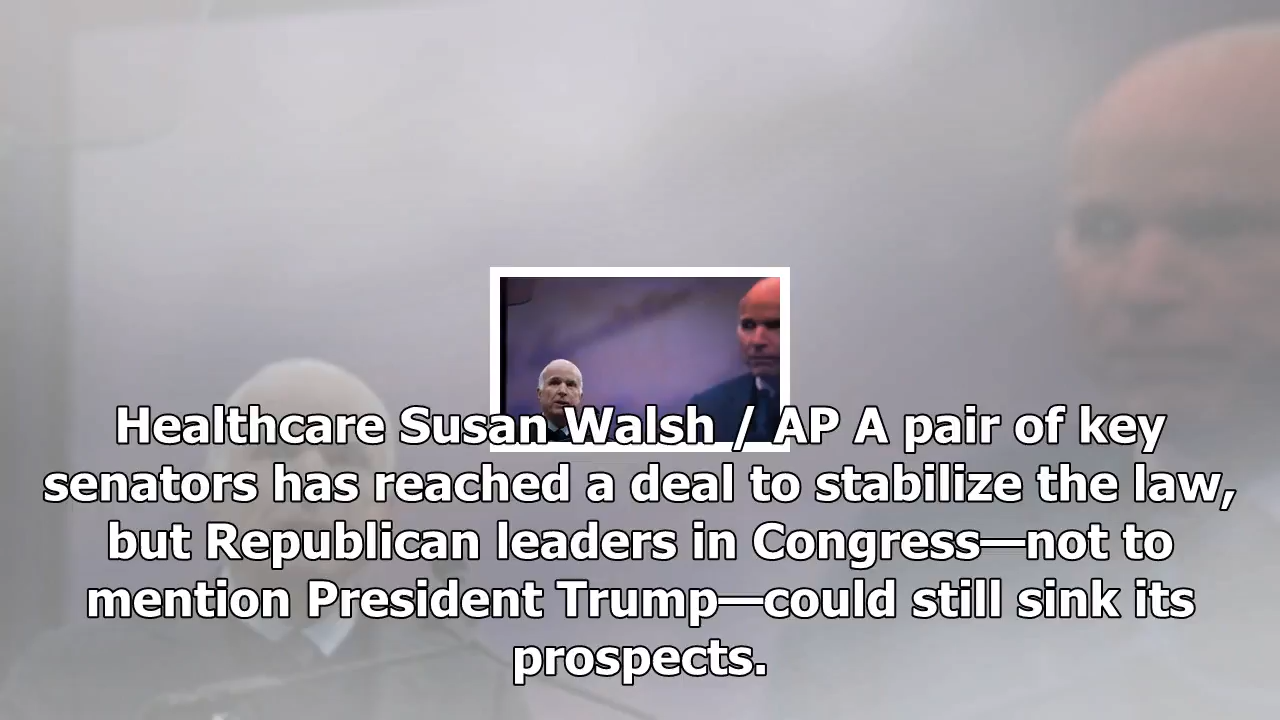 Healthcare Susan Walsh / AP A pair of key
senators has reached a deal to stabilize the law,
but Republican leaders in Congress—not to
mention President Trump—could still sink its
prospects.